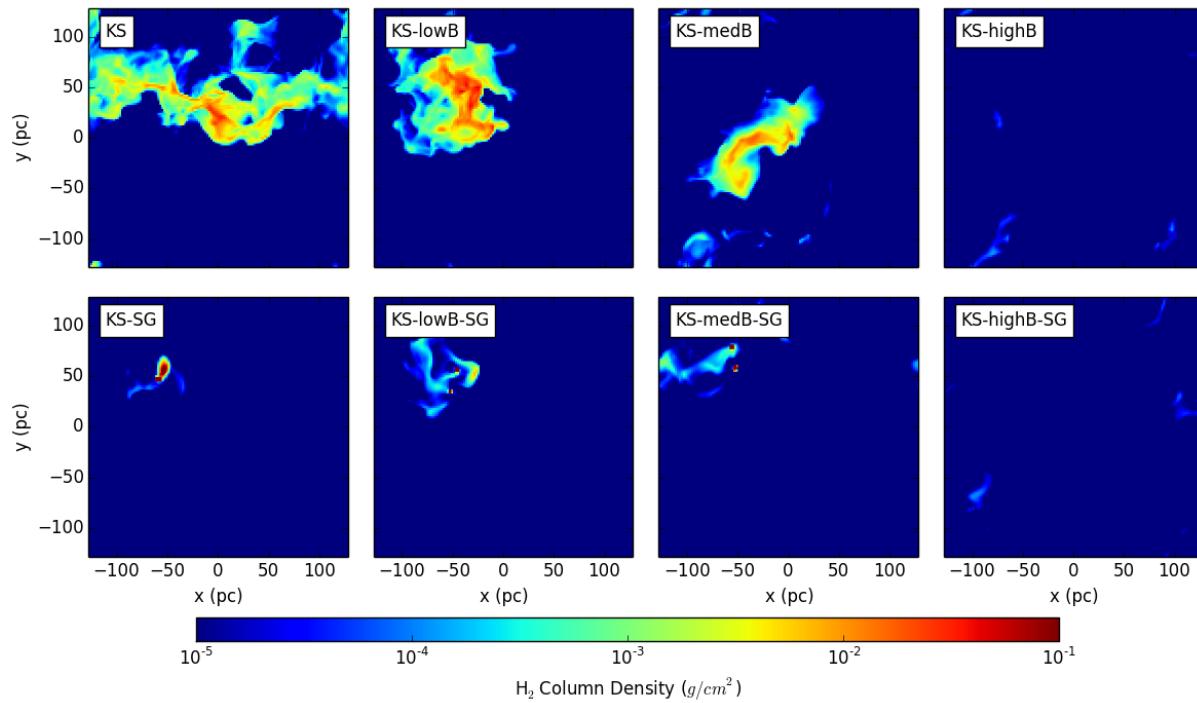 KS
KS-lowB
KS-medB
KS-highB
100
50
0
−50
−100
y (pc)
KS-SG
KS-lowB-SG
KS-medB-SG
KS-highB-SG
100
50
0
−50
−100
y (pc)
−100 −50 0 50 100
−100 −50 0 50 100
−100 −50 0 50 100
−100 −50 0 50 100
x (pc)
x (pc)
x (pc)
x (pc)
10⁻⁵ 10⁻⁴ 10⁻³ 10⁻² 10⁻¹
H₂ Column Density (g/cm²)